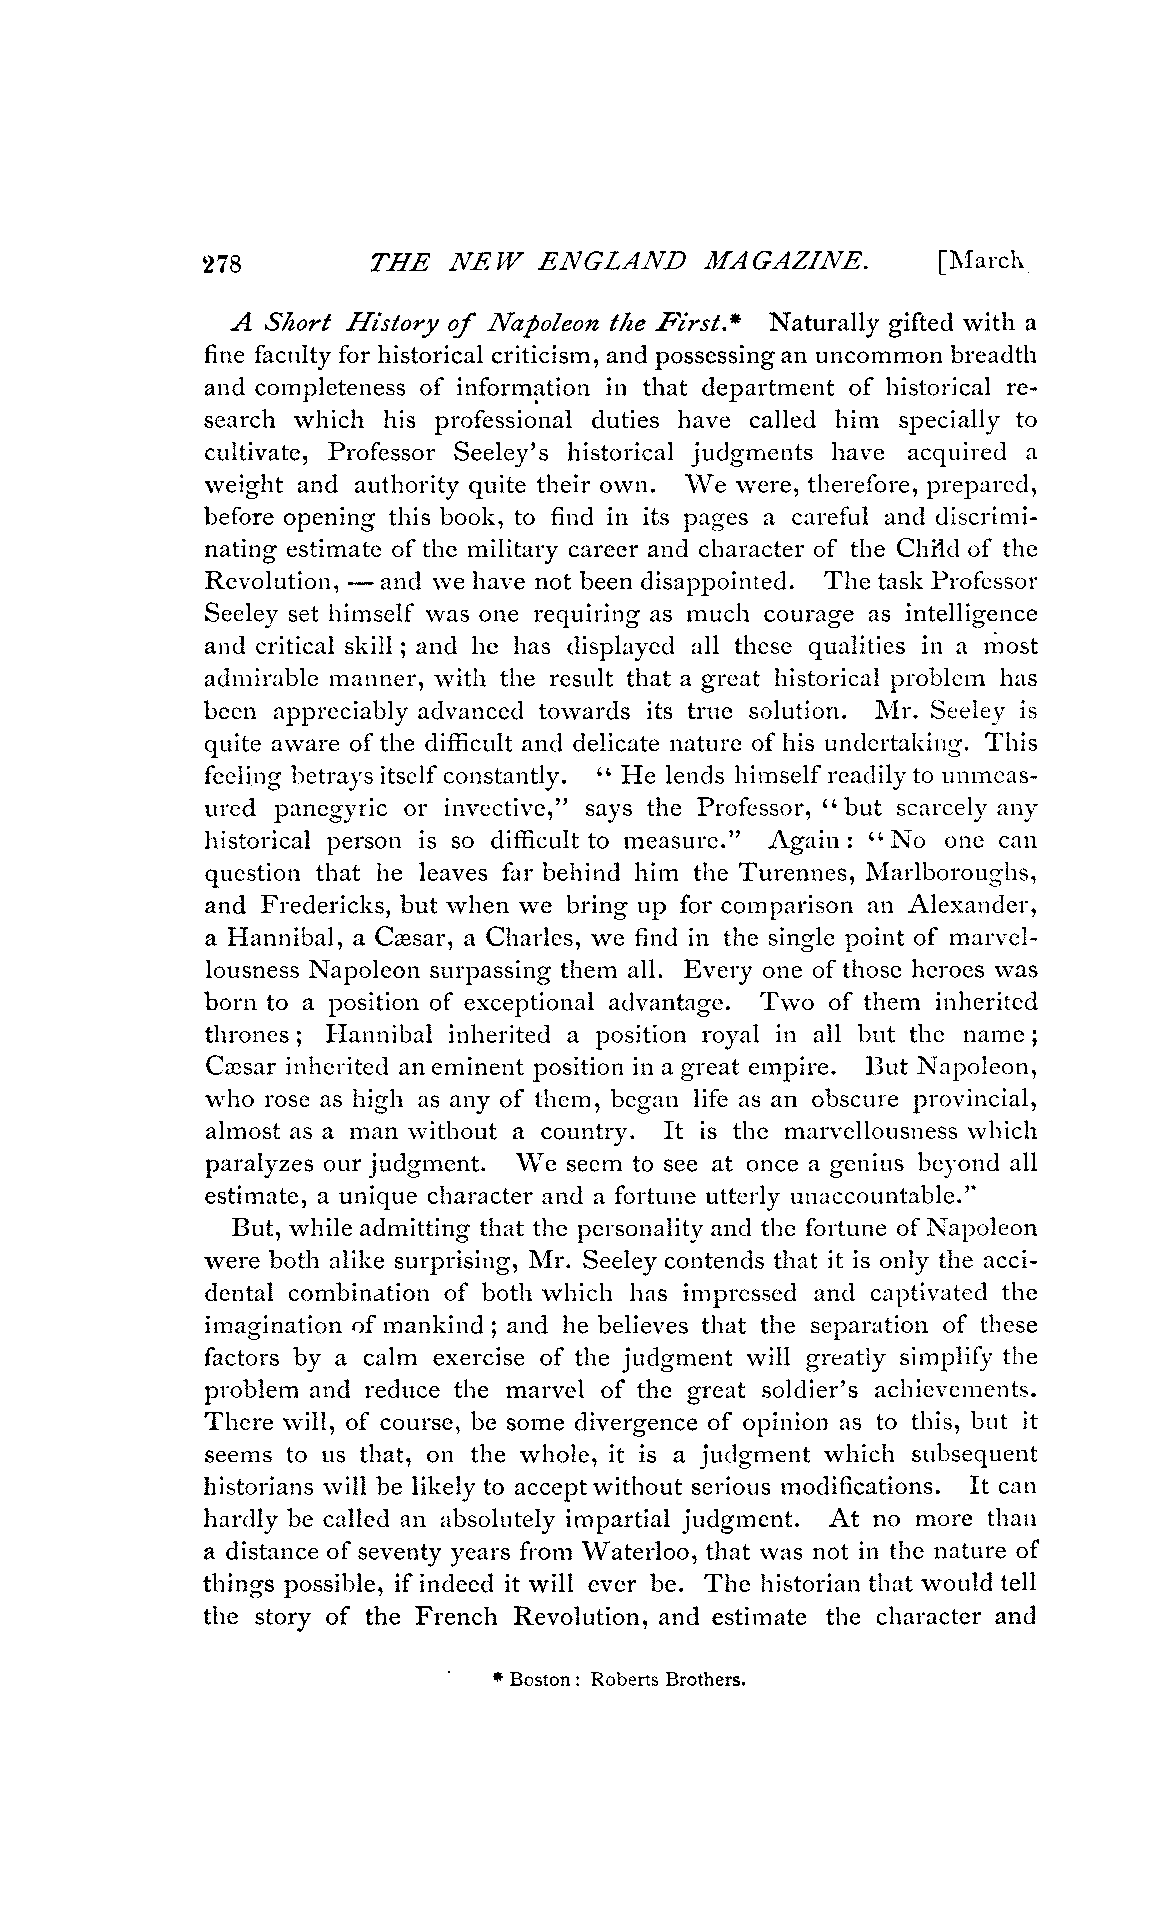 278 THE NEW ENGLAND MAGAZINE. [March
A Short History of Napoleon the First.* Naturally gifted with a
fine faculty for historical criticism, and possessing an uncommon breadth
and completeness of information in that department of historical re-
search which his professional duties have called him specially to
cultivate, Professor Seeley's historical judgments have acquired a
weight and authority quite their own. We were, therefore, prepared,
before opening this book, to find in its pages a careful and discrimi-
nating estimate of the military career and character of the Child of the
Revolution, — and we have not been disappointed. The task Professor
Seeley set himself was one requiring as much courage as intelligence
and critical skill; and he has displayed all these qualities in a most
admirable manner, with the result that a great historical problem has
been appreciably advanced towards its true solution. Mr. Seeley is
quite aware of the difficult and delicate nature of his undertaking. This
feeling betrays itself constantly. "He lends himself readily to unmeas-
ured panegyric or invective," says the Professor, "but scarcely any
historical person is so difficult to measure." Again: "No one can
question that he leaves far behind him the Turennes, Marlboroughs,
and Fredericks, but when we bring up for comparison an Alexander,
a Hannibal, a Cæsar, a Charles, we find in the single point of marvel-
lousness Napoleon surpassing them all. Every one of those heroes was
born to a position of exceptional advantage. Two of them inherited
thrones; Hannibal inherited a position royal in all but the name;
Cæsar inherited an eminent position in a great empire. But Napoleon,
who rose as high as any of them, began life as an obscure provincial,
almost as a man without a country. It is the marvellousness which
paralyzes our judgment. We seem to see at once a genius beyond all
estimate, a unique character and a fortune utterly unaccountable."
But, while admitting that the personality and the fortune of Napoleon
were both alike surprising, Mr. Seeley contends that it is only the acci-
dental combination of both which has impressed and captivated the
imagination of mankind; and he believes that the separation of these
factors by a calm exercise of the judgment will greatly simplify the
problem and reduce the marvel of the great soldier's achievements.
There will, of course, be some divergence of opinion as to this, but it
seems to us that, on the whole, it is a judgment which subsequent
historians will be likely to accept without serious modifications. It can
hardly be called an absolutely impartial judgment. At no more than
a distance of seventy years from Waterloo, that was not in the nature of
things possible, if indeed it will ever be. The historian that would tell
the story of the French Revolution, and estimate the character and
* Boston: Roberts Brothers.